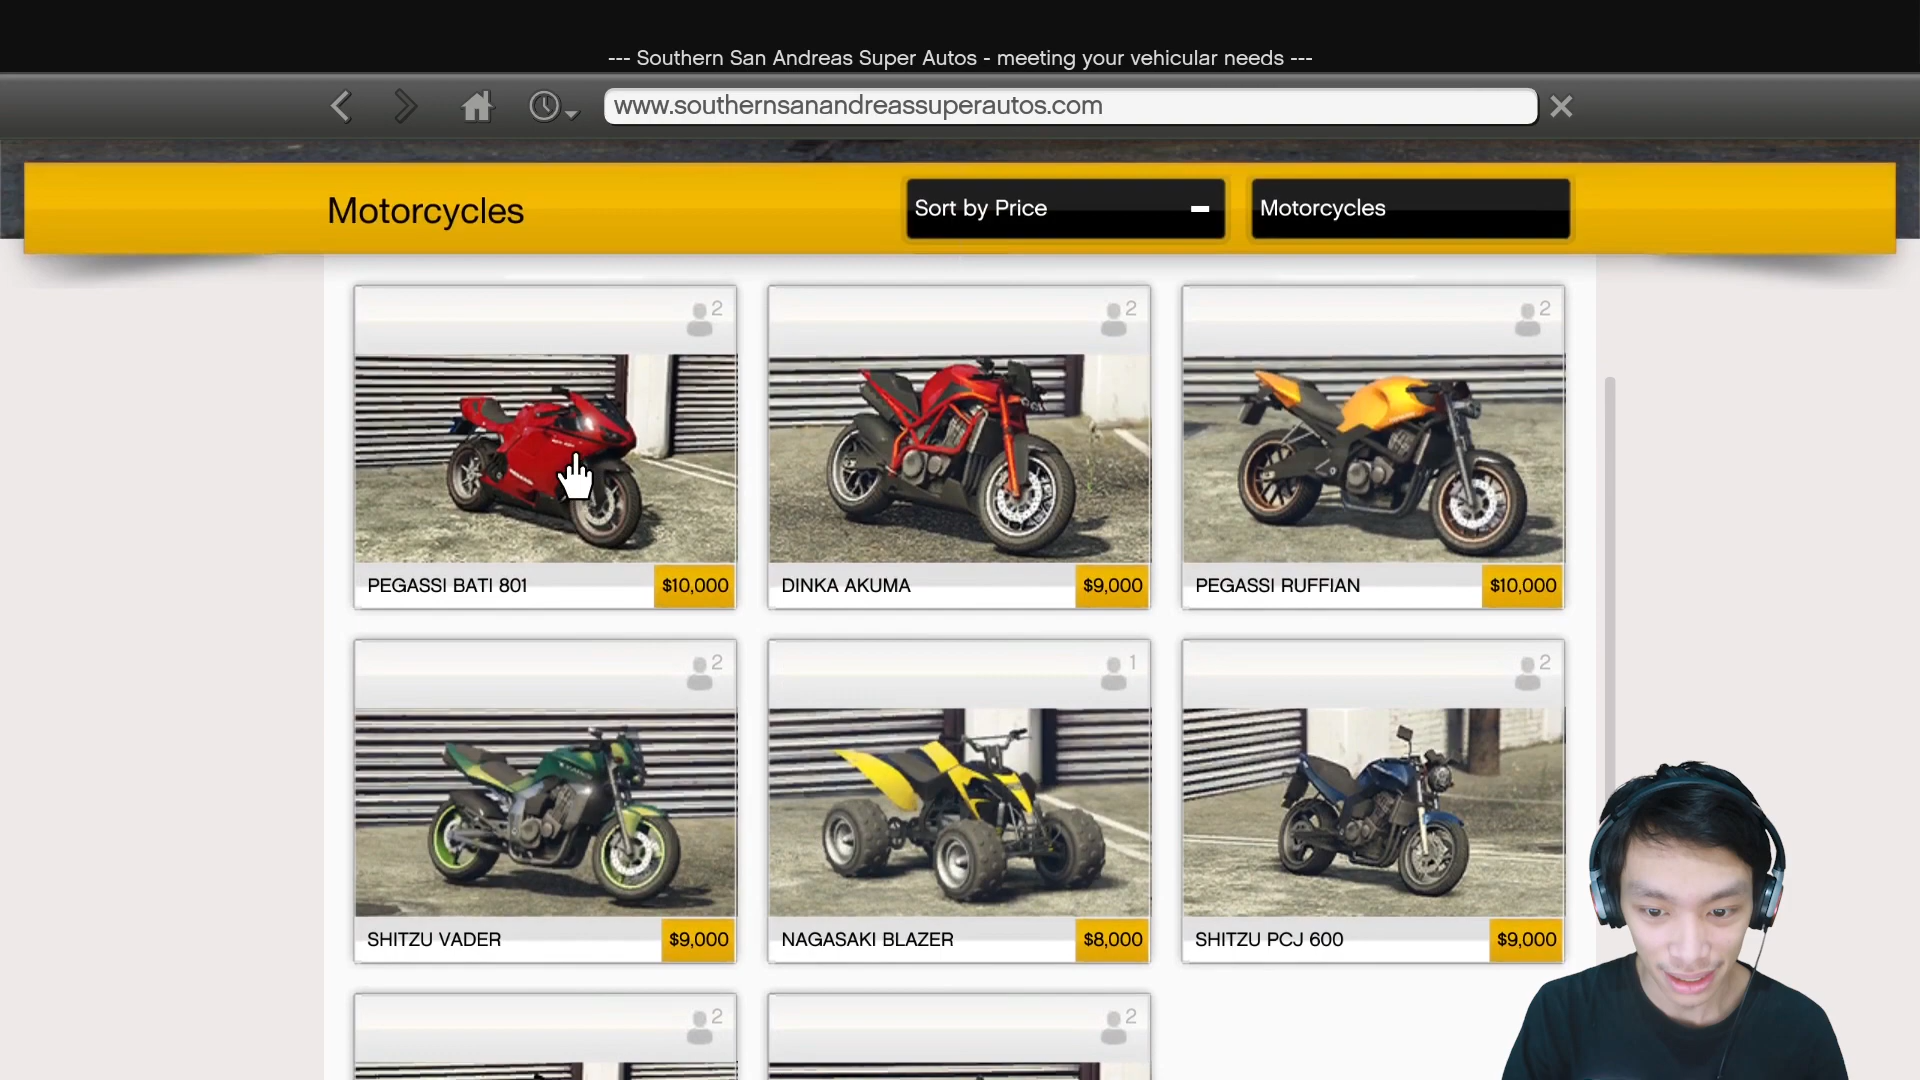 --- Southern San Andreas Super Autos - meeting your vehicular needs ---
www.southernsanandreassuperautos.com
Motorcycles
Sort by Price
Motorcycles
2
2
2
PEGASSI BATI 801
$10,000
DINKA AKUMA
$9,000
PEGASSI RUFFIAN
$10,000
2
1
2
SHITZU VADER
$9,000
NAGASAKI BLAZER
$8,000
SHITZU PCJ 600
$9,000
2
2